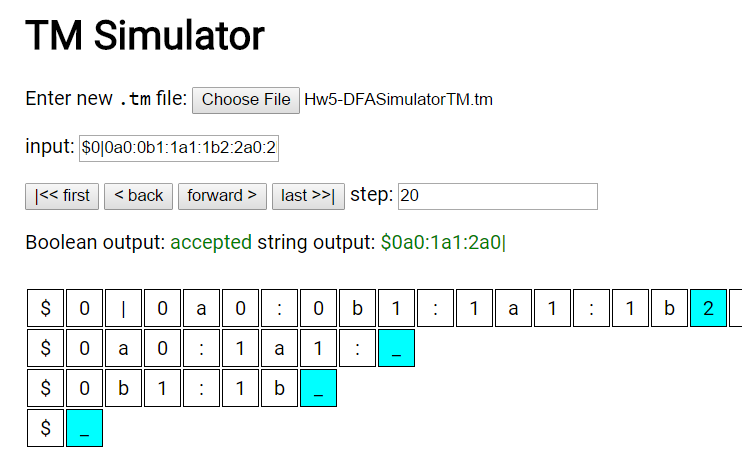 TM Simulator
Enter new .tm file: Choose File Hw5-DFASimulatorTM.tm
input: $0|0a0:0b1:1a1:1b2:2a0:2
|<< first < back forward > last >>| step: 20
Boolean output: accepted string output: $0a0:1a1:2a0|
$ 0 | 0 a 0 : 0 b 1 : 1 a 1 : 1 b 2
$ 0 a 0 : 1 a 1 : _
$ 0 b 1 : 1 b _
$ _